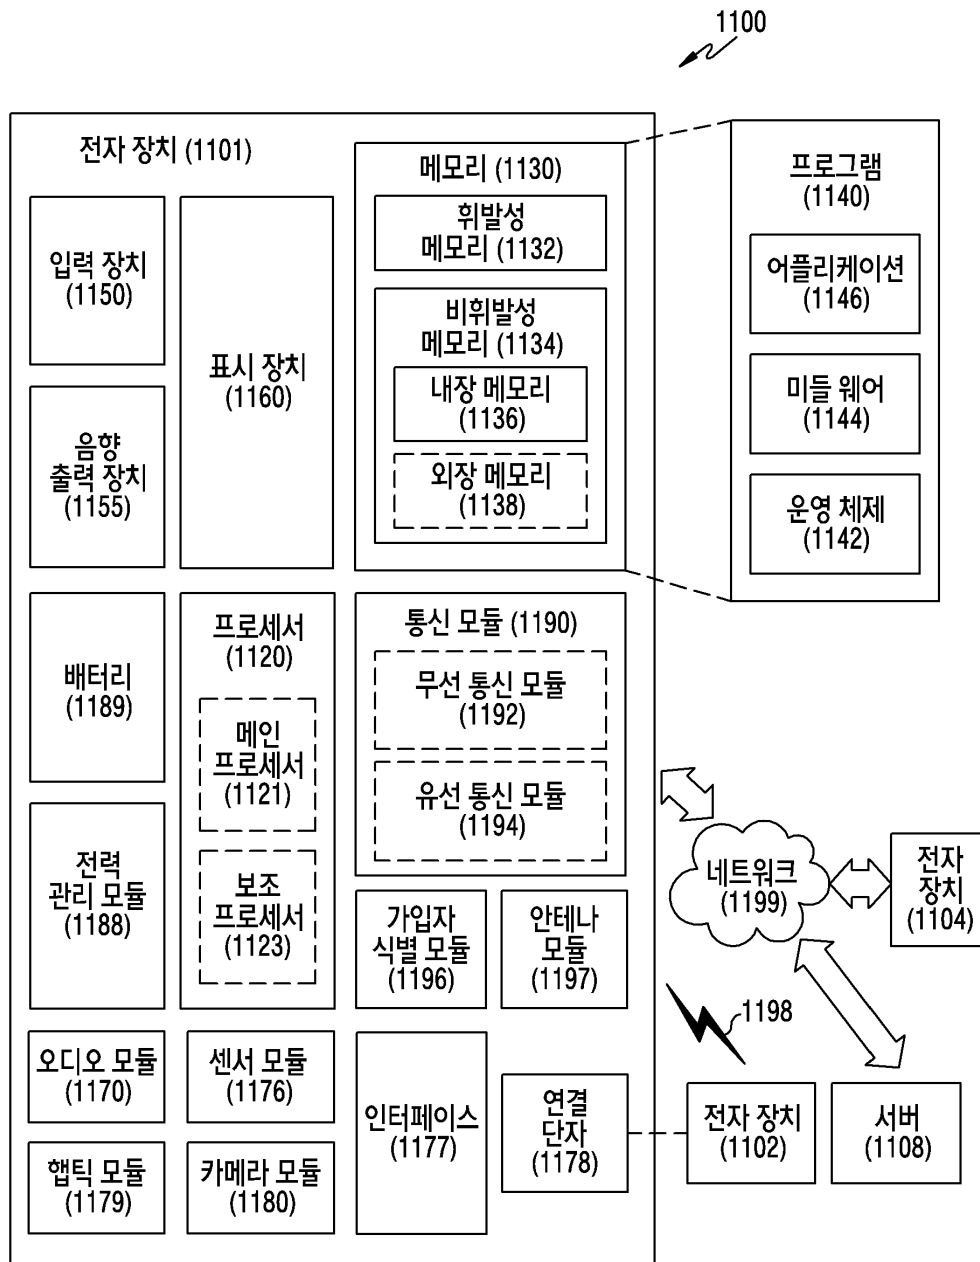 1100
전자 장치 (1101)
입력 장치
(1150)
음향
출력 장치
(1155)
표시 장치
(1160)
메모리 (1130)
휘발성
메모리 (1132)
비휘발성
메모리 (1134)
내장 메모리
(1136)
외장 메모리
(1138)
프로그램
(1140)
어플리케이션
(1146)
미들 웨어
(1144)
운영 체제
(1142)
배터리
(1189)
전력
관리 모듈
(1188)
프로세서
(1120)
메인
프로세서
(1121)
보조
프로세서
(1123)
통신 모듈 (1190)
무선 통신 모듈
(1192)
유선 통신 모듈
(1194)
가입자
식별 모듈
(1196)
안테나
모듈
(1197)
네트워크
(1199)
전자
장치
(1104)
1198
오디오 모듈
(1170)
센서 모듈
(1176)
햅틱 모듈
(1179)
카메라 모듈
(1180)
인터페이스
(1177)
연결
단자
(1178)
전자 장치
(1102)
서버
(1108)